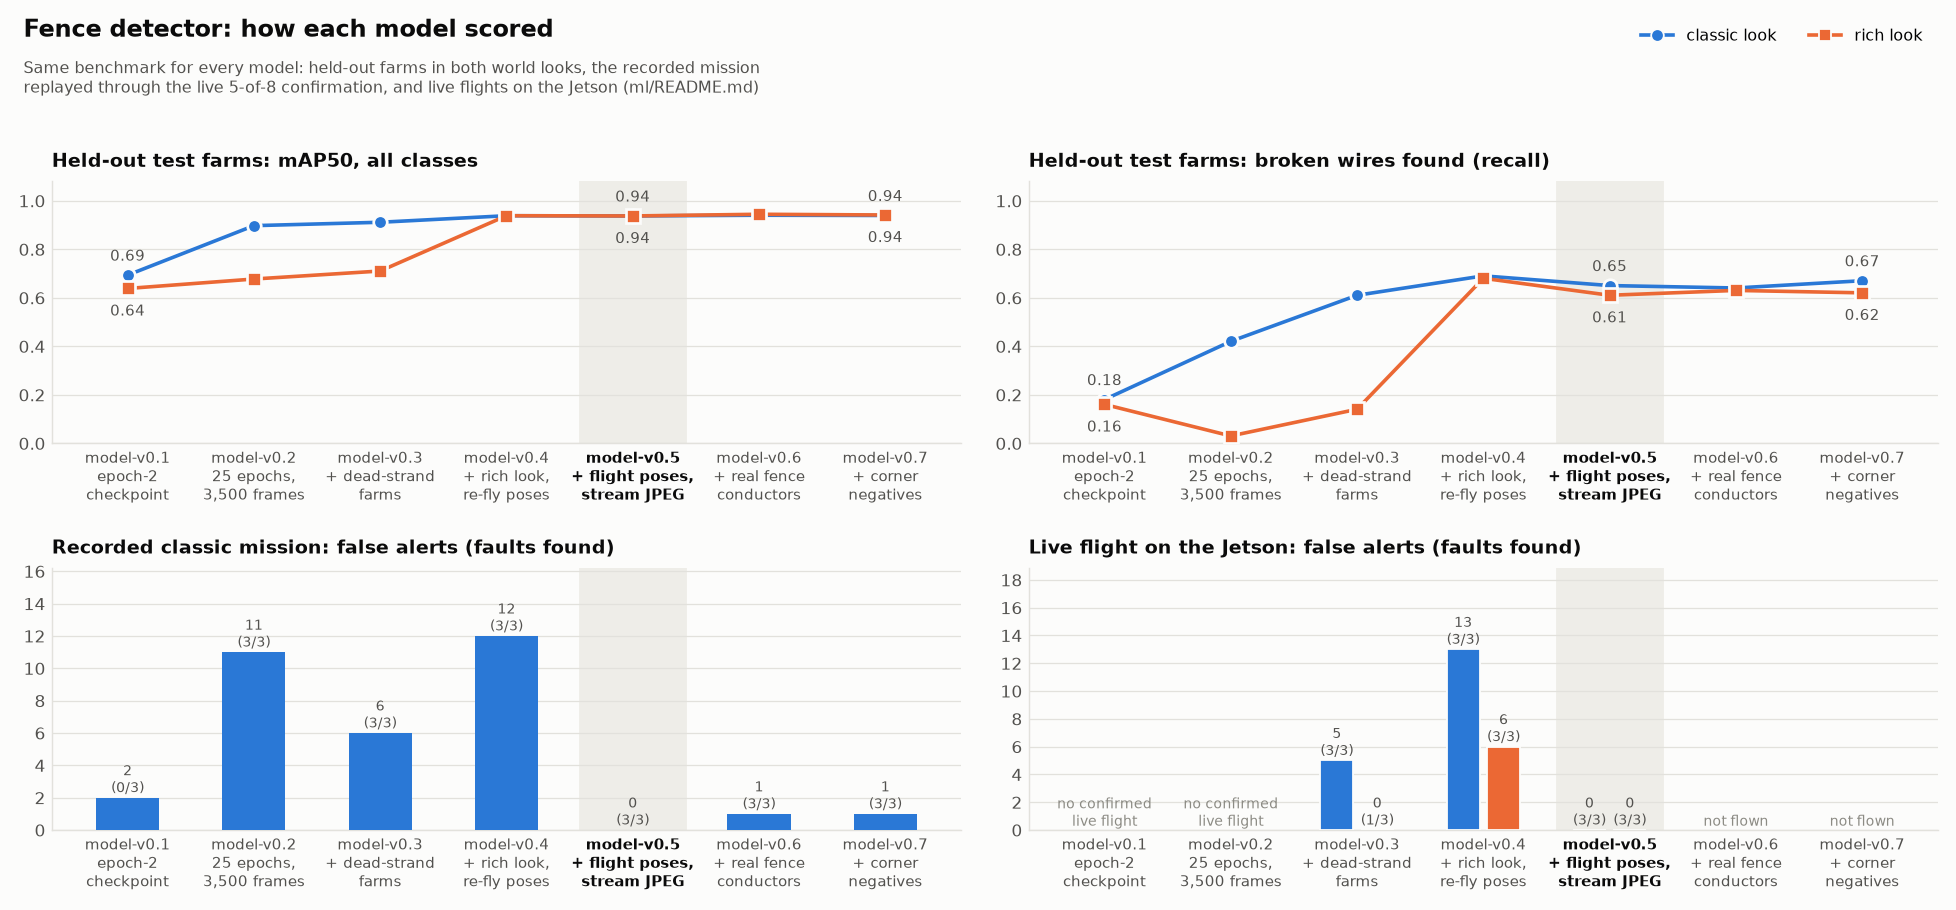 Fence detector: how each model scored
classic look
rich look
Same benchmark for every model: held-out farms in both world looks, the recorded mission
replayed through the live 5-of-8 confirmation, and live flights on the Jetson (ml/README.md)
Held-out test farms: mAP50, all classes
1.0
0.8
0.6
0.4
0.2
0.0
0.69
0.64
0.94
0.94
0.94
0.94
model-v0.1
epoch-2
checkpoint
model-v0.2
25 epochs,
3,500 frames
model-v0.3
+ dead-strand
farms
model-v0.4
+ rich look,
re-fly poses
model-v0.5
+ flight poses,
stream JPEG
model-v0.6
+ real fence
conductors
model-v0.7
+ corner
negatives
Held-out test farms: broken wires found (recall)
1.0
0.8
0.6
0.4
0.2
0.0
0.18
0.16
0.65
0.61
0.67
0.62
model-v0.1
epoch-2
checkpoint
model-v0.2
25 epochs,
3,500 frames
model-v0.3
+ dead-strand
farms
model-v0.4
+ rich look,
re-fly poses
model-v0.5
+ flight poses,
stream JPEG
model-v0.6
+ real fence
conductors
model-v0.7
+ corner
negatives
Recorded classic mission: false alerts (faults found)
16
14
12
10
8
6
4
2
0
2
(0/3)
11
(3/3)
6
(3/3)
12
(3/3)
0
(3/3)
1
(3/3)
1
(3/3)
model-v0.1
epoch-2
checkpoint
model-v0.2
25 epochs,
3,500 frames
model-v0.3
+ dead-strand
farms
model-v0.4
+ rich look,
re-fly poses
model-v0.5
+ flight poses,
stream JPEG
model-v0.6
+ real fence
conductors
model-v0.7
+ corner
negatives
Live flight on the Jetson: false alerts (faults found)
18
16
14
12
10
8
6
4
2
0
no confirmed
live flight
no confirmed
live flight
5
(3/3)
0
(1/3)
13
(3/3)
6
(3/3)
0
(3/3)
0
(3/3)
not flown
not flown
model-v0.1
epoch-2
checkpoint
model-v0.2
25 epochs,
3,500 frames
model-v0.3
+ dead-strand
farms
model-v0.4
+ rich look,
re-fly poses
model-v0.5
+ flight poses,
stream JPEG
model-v0.6
+ real fence
conductors
model-v0.7
+ corner
negatives